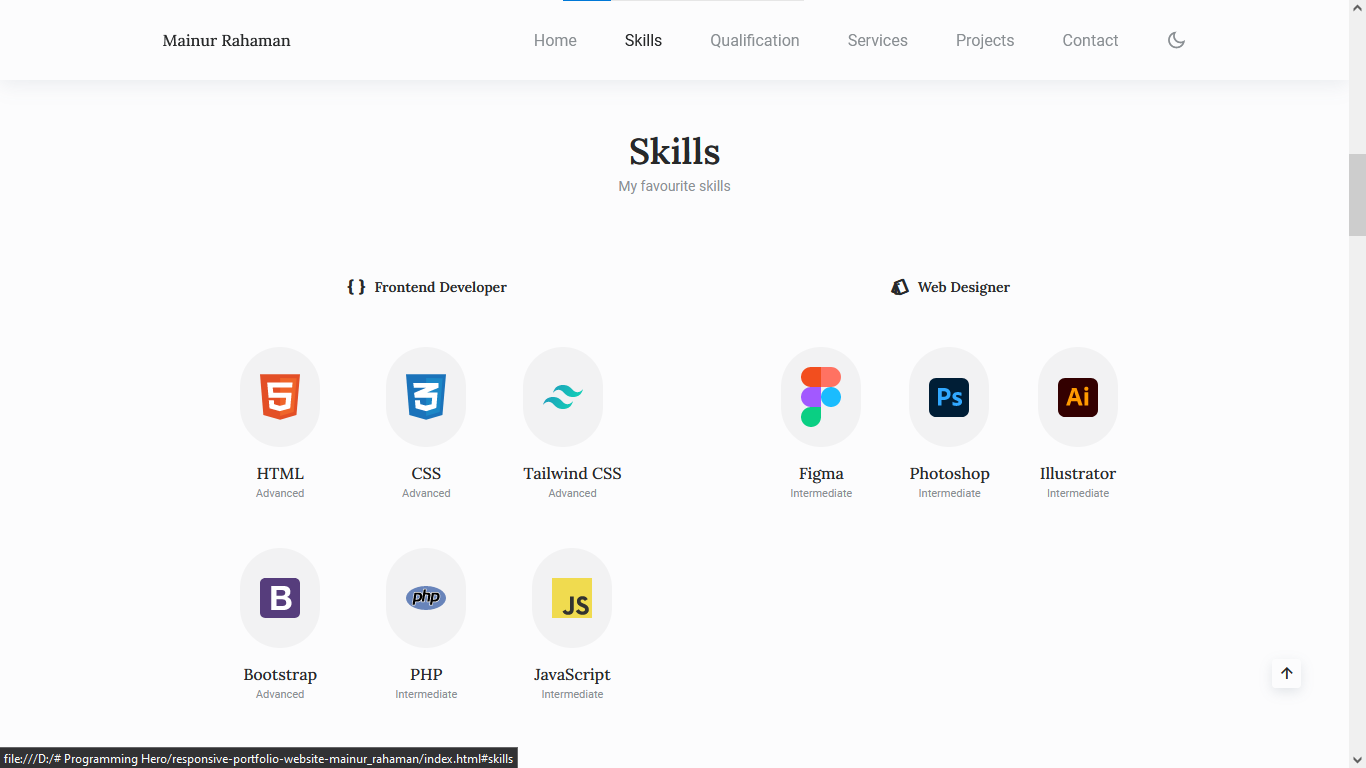 Mainur Rahaman Home Skills Qualification Services Projects Contact
Skills
My favourite skills
{ } Frontend Developer
Web Designer
HTML CSS Tailwind CSS
Advanced Advanced Advanced
Ps Ai
Figma Photoshop Illustrator
Intermediate Intermediate Intermediate
B php JS
Bootstrap PHP JavaScript
Advanced Intermediate Intermediate
file:///D:/# Programming Hero/responsive-portfolio-website-mainur_rahaman/index.html#skills